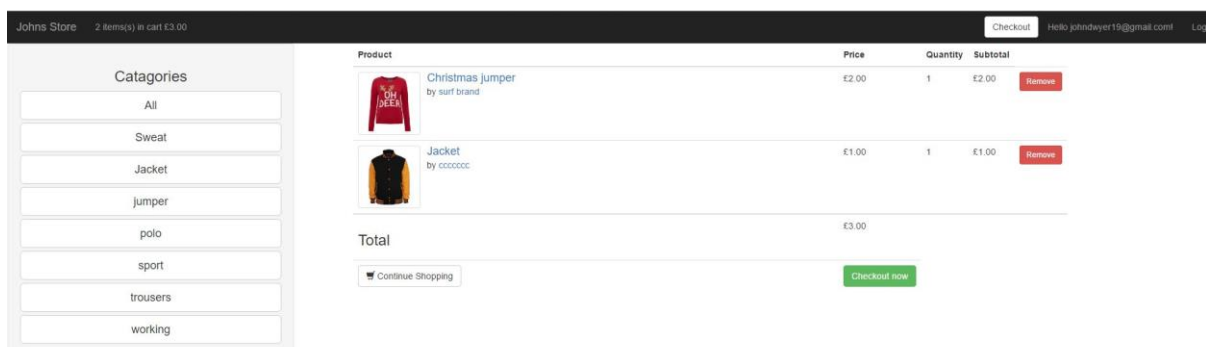 Johns Store 2 items(s) in cart £3.00 Checkout Hello johndwyer19@gmail.com! Log
Catagories
All
Sweat
Jacket
jumper
polo
sport
trousers
working
Product Price Quantity Subtotal
Christmas jumper £2.00 1 £2.00 Remove
by surf brand
OH
DEER
Jacket £1.00 1 £1.00 Remove
by ccccccc
Total £3.00
Continue Shopping Checkout now